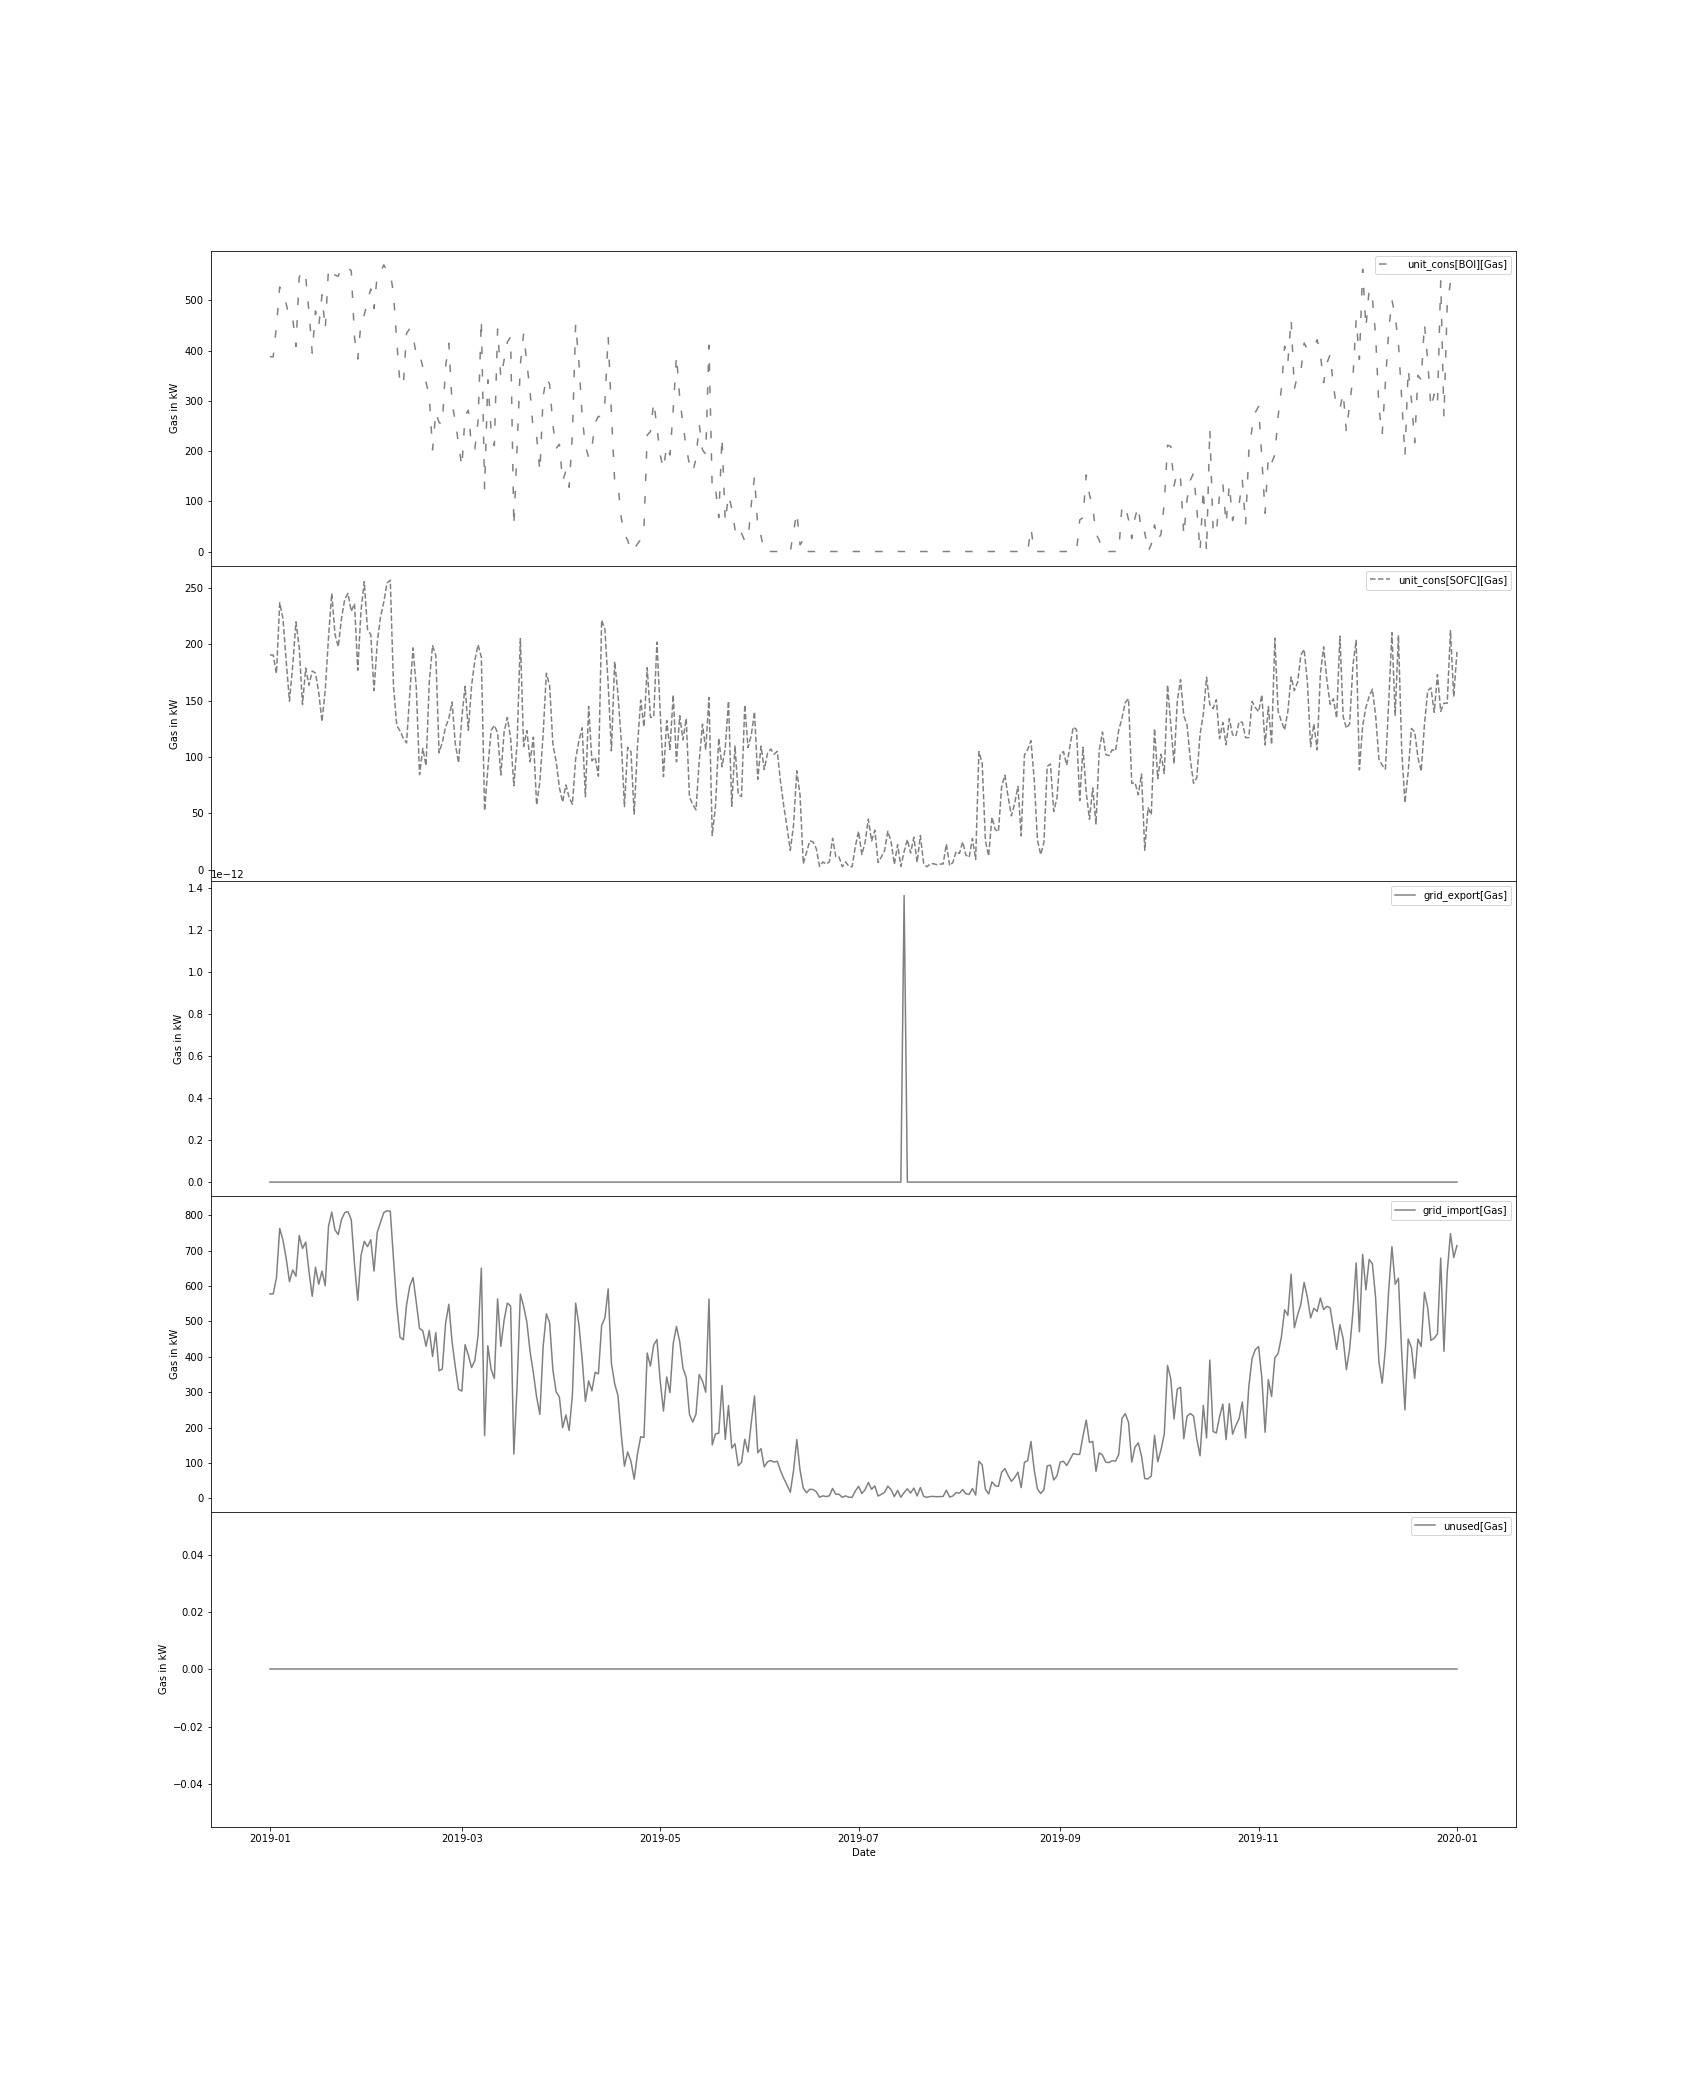 unit_cons[BOI][Gas]
500
400
300
200
100
0
Gas in kW
unit_cons[SOFC][Gas]
250
200
150
100
50
0
Gas in kW
1e−12
grid_export[Gas]
1.4
1.2
1.0
0.8
0.6
0.4
0.2
0.0
Gas in kW
grid_import[Gas]
800
700
600
500
400
300
200
100
0
Gas in kW
unused[Gas]
0.04
0.02
0.00
−0.02
−0.04
Gas in kW
2019-01 2019-03 2019-05 2019-07 2019-09 2019-11 2020-01
Date